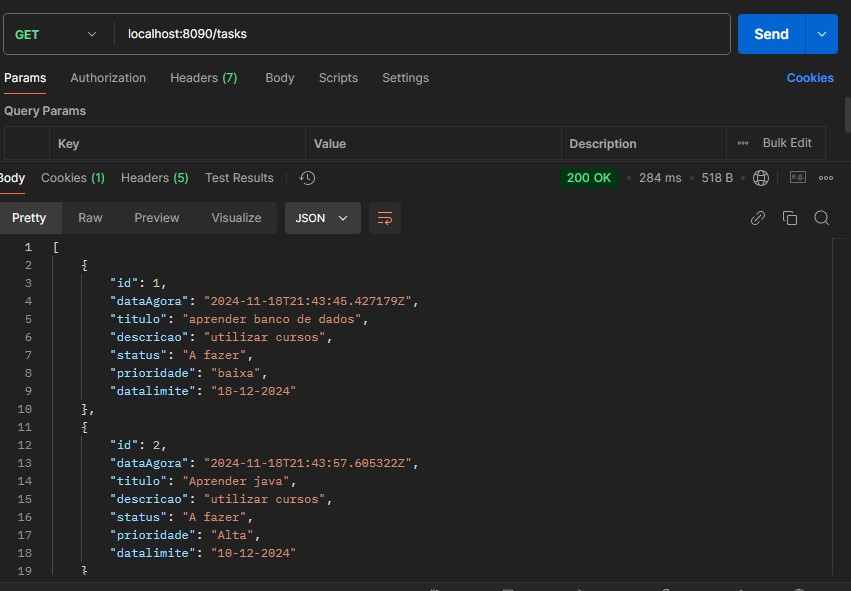 GET localhost:8090/tasks Send
Params Authorization Headers (7) Body Scripts Settings Cookies
Query Params
Key Value Description Bulk Edit
Body Cookies (1) Headers (5) Test Results 200 OK 284 ms 518 B
Pretty Raw Preview Visualize JSON
1 [
2 {
3 "id": 1,
4 "dataAgora": "2024-11-18T21:43:45.427179Z",
5 "titulo": "aprender banco de dados",
6 "descricao": "utilizar cursos",
7 "status": "A fazer",
8 "prioridade": "baixa",
9 "datalimite": "18-12-2024"
10 },
11 {
12 "id": 2,
13 "dataAgora": "2024-11-18T21:43:57.605322Z",
14 "titulo": "Aprender java",
15 "descricao": "utilizar cursos",
16 "status": "A fazer",
17 "prioridade": "Alta",
18 "datalimite": "10-12-2024"
19 }